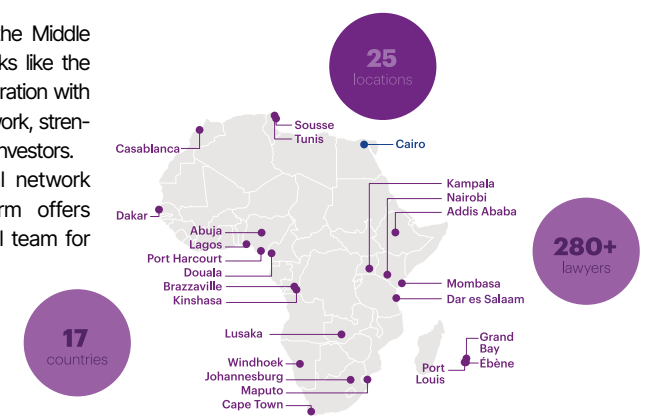 the Middle
ks like the
ration with
work, stren-
nvestors.
l network
rm offers
l team for
25
locations
Sousse
Tunis
Casablanca
Cairo
Kampala
Nairobi
Addis Ababa
Dakar
Abuja
Lagos
Port Harcourt
Douala
Brazzaville
Kinshasa
280+
lawyers
Mombasa
Dar es Salaam
17
countries
Lusaka
Grand
Bay
Ébène
Port
Louis
Windhoek
Johannesburg
Maputo
Cape Town